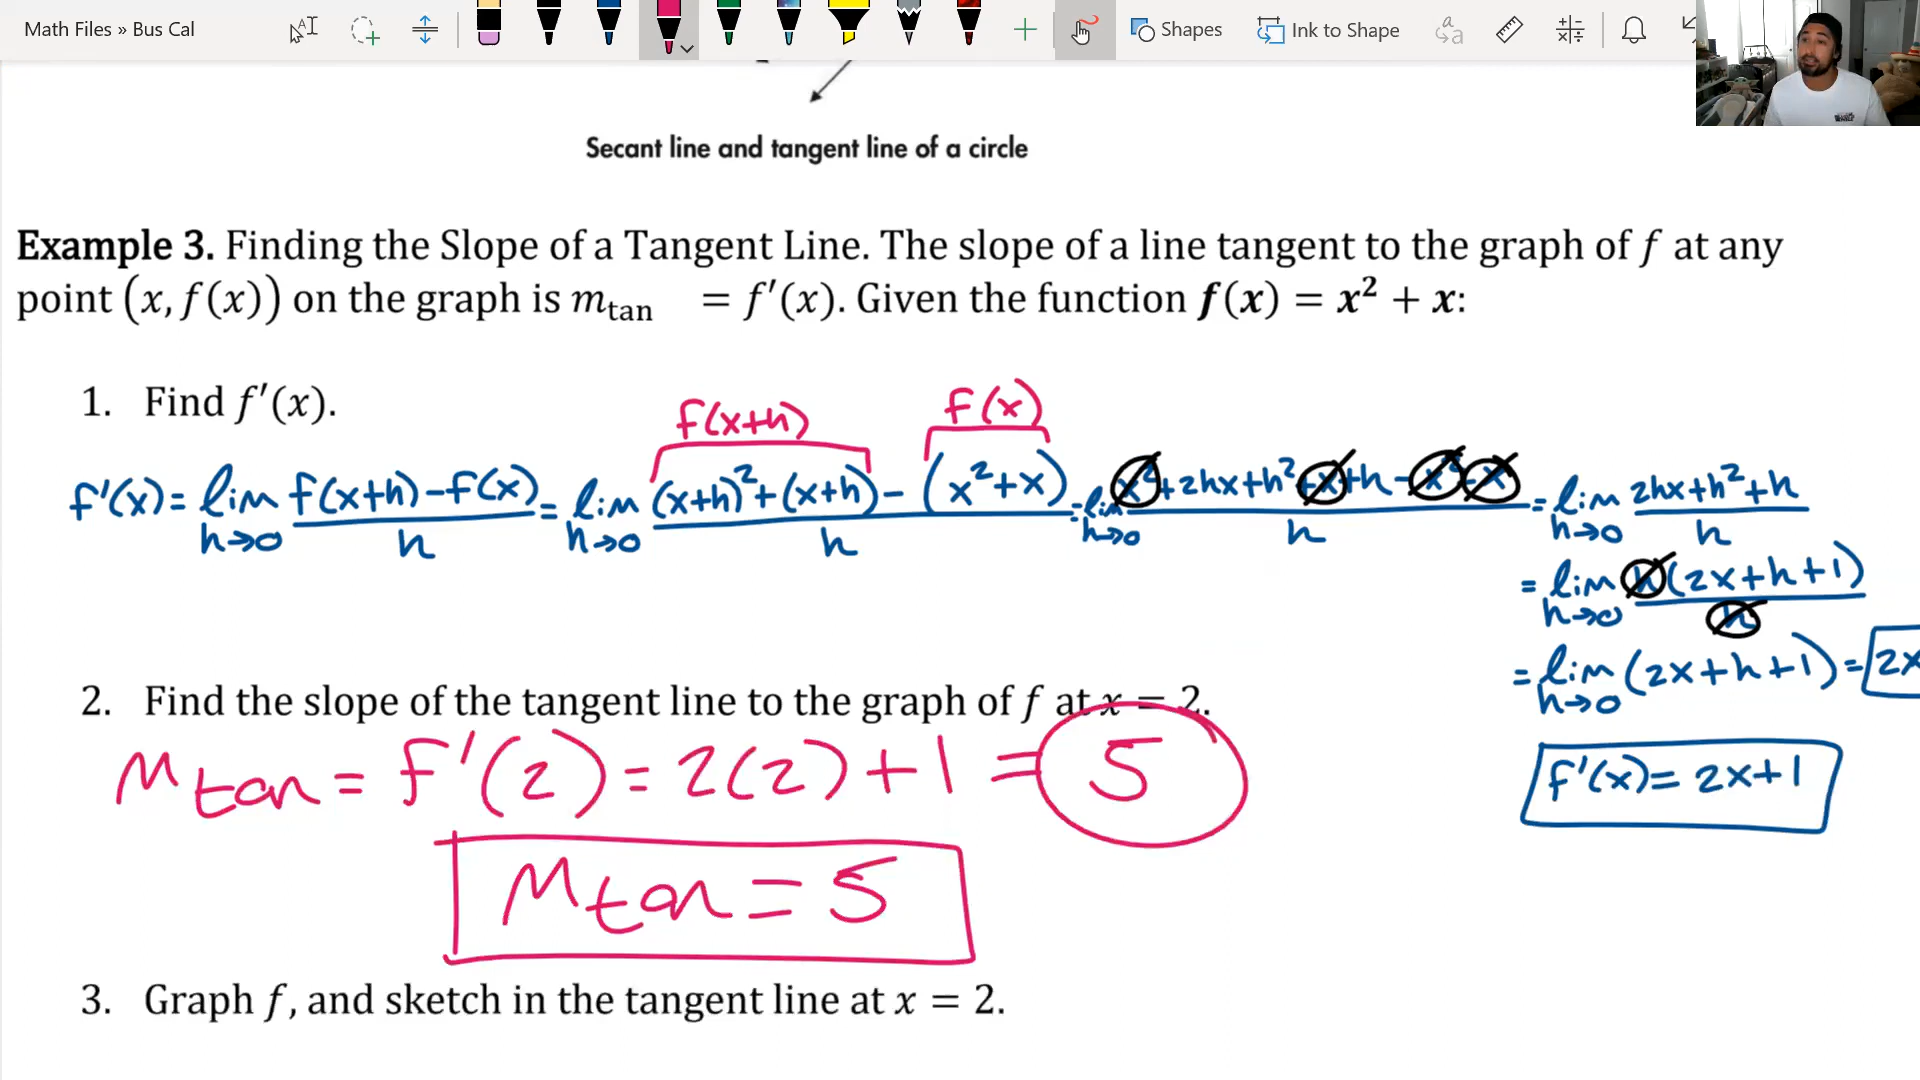 Math Files » Bus Cal
Shapes
Ink to Shape
Secant line and tangent line of a circle
Example 3. Finding the Slope of a Tangent Line. The slope of a line tangent to the graph of f at any
point (x, f(x)) on the graph is mₜₐₙ = f′(x). Given the function f(x) = x² + x:
1. Find f′(x).
f(x+h)
f(x)
f'(x) = lim h→0 f(x+h) - f(x) / h = lim h→0 (x+h)² + (x+h) - (x²+x) / h = lim h→0 x² + 2hx + h² + x + h - x² - x / h = lim h→0 2hx + h² + h / h
= lim h→0 h(2x+h+1) / h
= lim h→0 (2x+h+1) = 2x
f'(x) = 2x+1
2. Find the slope of the tangent line to the graph of f at x = 2.
Mtan = f'(2) = 2(2) + 1 = 5
Mtan = 5
3. Graph f, and sketch in the tangent line at x = 2.